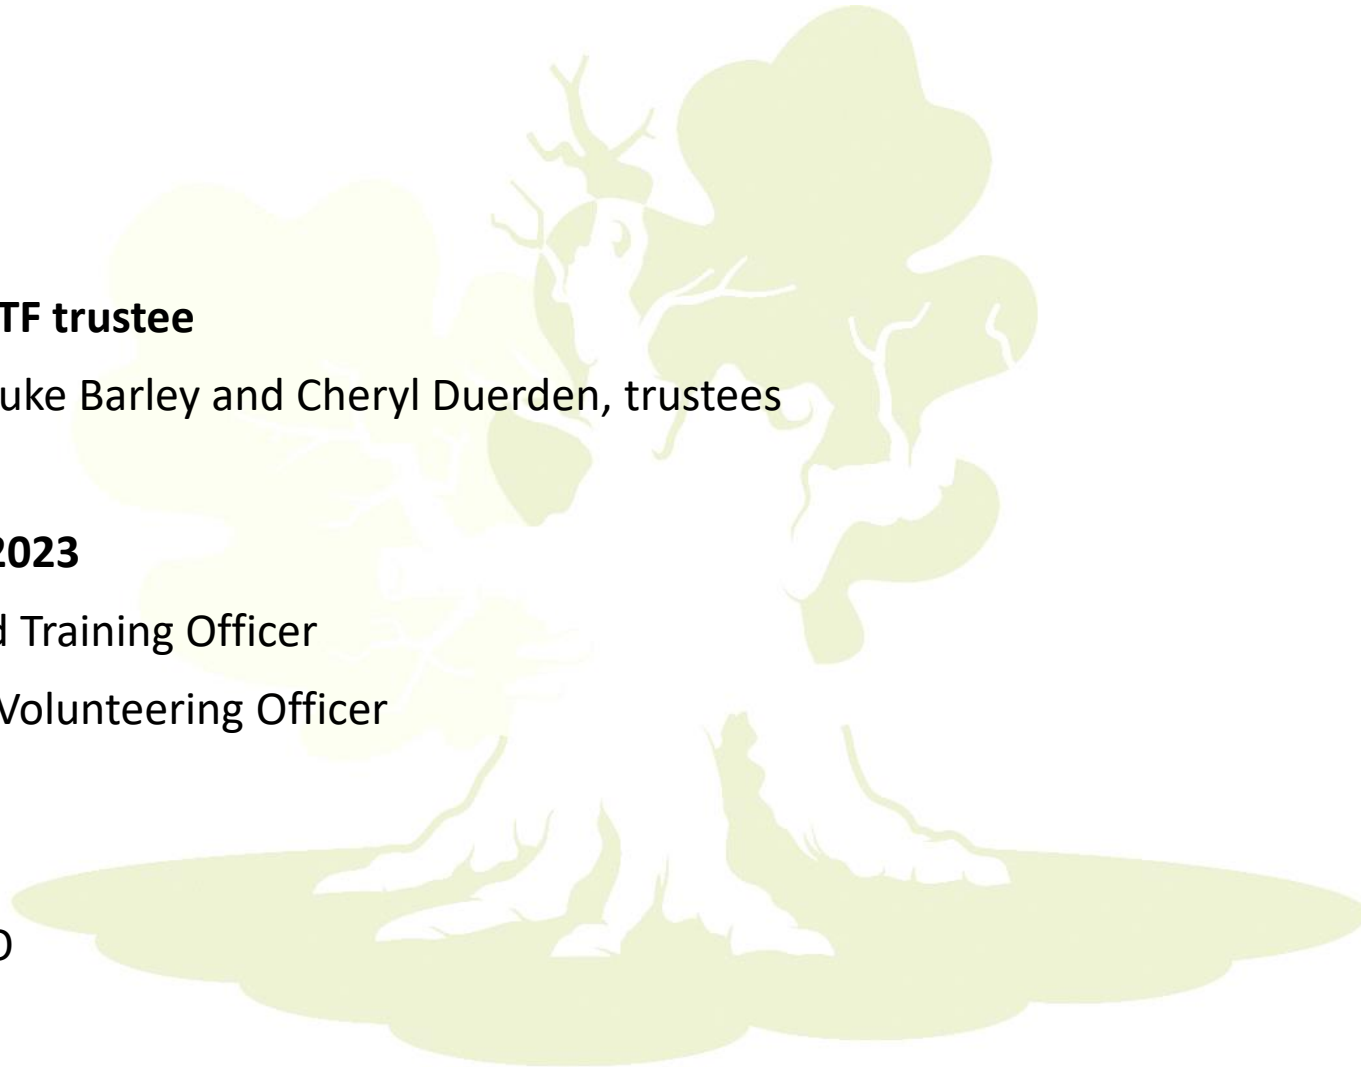 TF trustee
uke Barley and Cheryl Duerden, trustees
2023
d Training Officer
Volunteering Officer